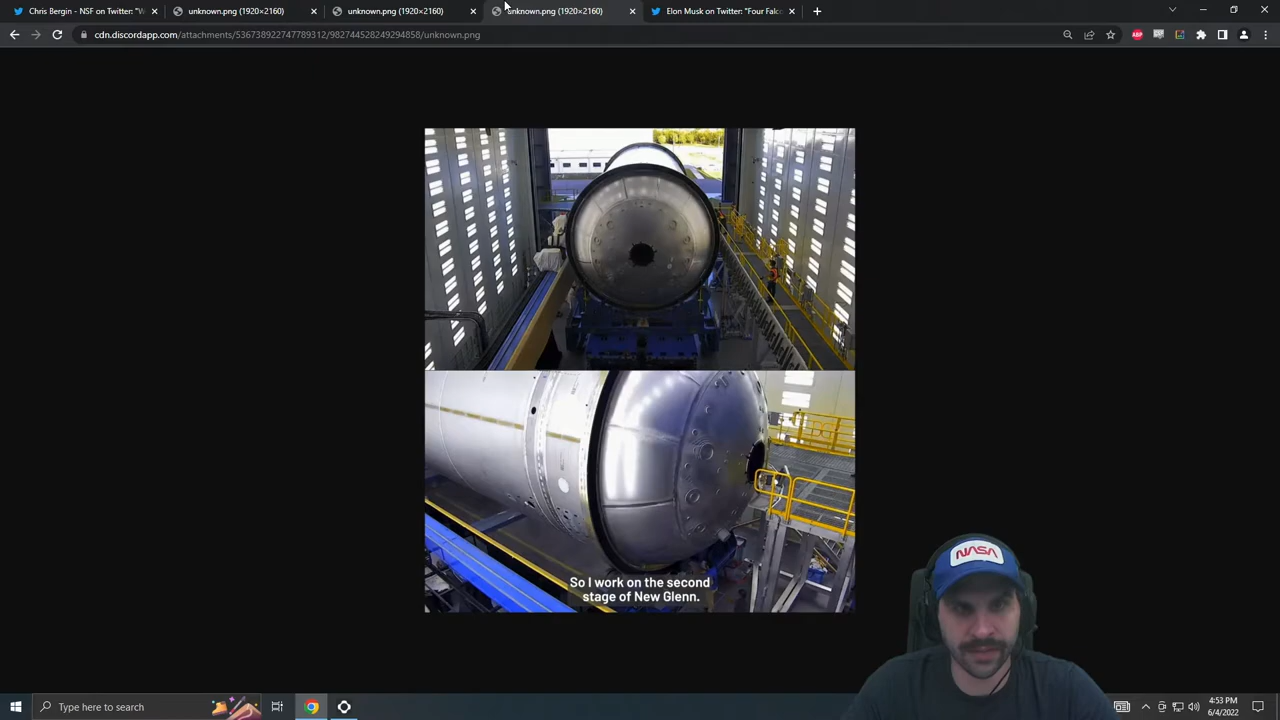 Chris Bergin - NSF on Twitter: "W
unknown.png (1920×2160)
unknown.png (1920×2160)
unknown.png (1920×2160)
Elon Musk on Twitter: "Four Falc
cdn.discordapp.com/attachments/536738922747789312/982744528249294858/unknown.png
ABP
So I work on the second
stage of New Glenn.
NASA
Type here to search
4:53 PM
6/4/2022